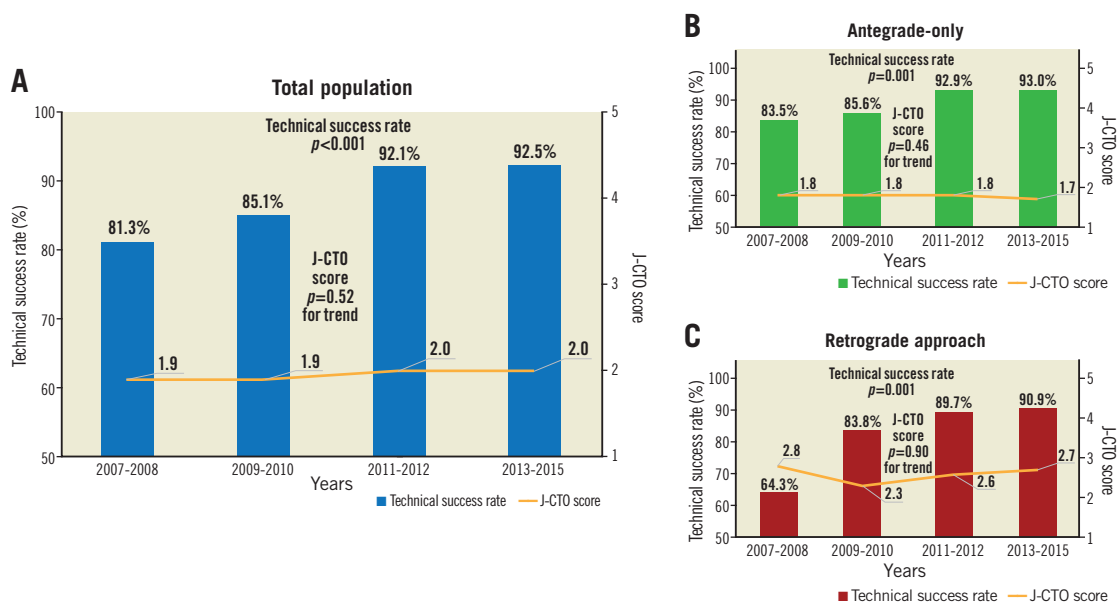 A
Total population
Technical success rate
p<0.001
Technical success rate (%)
100
90
80
70
60
50
81.3%
85.1%
92.1%
92.5%
J-CTO
score
p=0.52
for trend
1.9
1.9
2.0
2.0
5
4
3
2
1
J-CTO score
2007-2008
2009-2010
2011-2012
2013-2015
Years
Technical success rate
J-CTO score
B
Antegrade-only
Technical success rate
p=0.001
Technical success rate (%)
100
90
80
70
60
50
83.5%
85.6%
92.9%
93.0%
J-CTO
score
p=0.46
for trend
1.8
1.8
1.8
1.7
5
4
3
2
1
J-CTO score
2007-2008
2009-2010
2011-2012
2013-2015
Years
Technical success rate
J-CTO score
C
Retrograde approach
Technical success rate
p=0.001
Technical success rate (%)
100
90
80
70
60
50
64.3%
83.8%
89.7%
90.9%
J-CTO
score
p=0.90
for trend
2.8
2.3
2.6
2.7
5
4
3
2
1
J-CTO score
2007-2008
2009-2010
2011-2012
2013-2015
Years
Technical success rate
J-CTO score